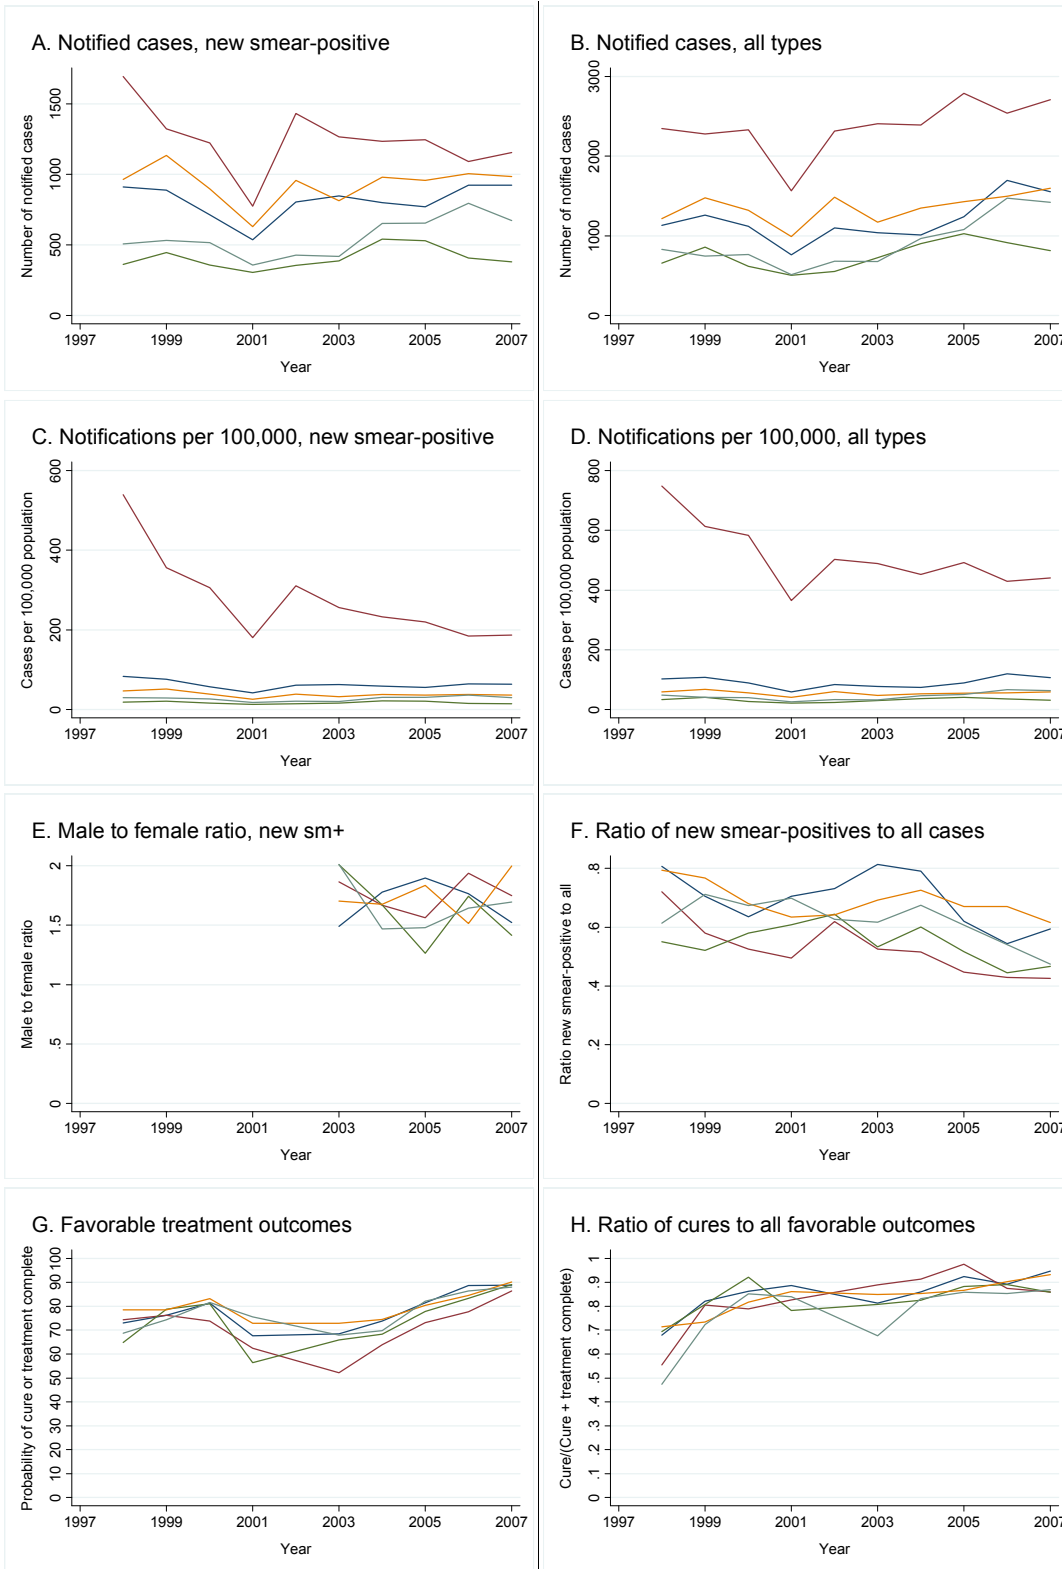 A. Notified cases, new smear-positive
Number of notified cases
0
500
1000
1500
1997
1999
2001
2003
2005
2007
Year
B. Notified cases, all types
Number of notified cases
0
1000
2000
3000
1997
1999
2001
2003
2005
2007
Year
C. Notifications per 100,000, new smear-positive
Cases per 100,000 population
0
200
400
600
1997
1999
2001
2003
2005
2007
Year
D. Notifications per 100,000, all types
Cases per 100,000 population
0
200
400
600
800
1997
1999
2001
2003
2005
2007
Year
E. Male to female ratio, new sm+
Male to female ratio
0
.5
1
1.5
2
1997
1999
2001
2003
2005
2007
Year
F. Ratio of new smear-positives to all cases
Ratio new smear-positive to all
0
.2
.4
.6
.8
1997
1999
2001
2003
2005
2007
Year
G. Favorable treatment outcomes
Probability of cure or treatment complete
0 10 20 30 40 50 60 70 80 90 100
1997
1999
2001
2003
2005
2007
Year
H. Ratio of cures to all favorable outcomes
Cure/(Cure + treatment complete)
0 .1 .2 .3 .4 .5 .6 .7 .8 .9 1
1997
1999
2001
2003
2005
2007
Year